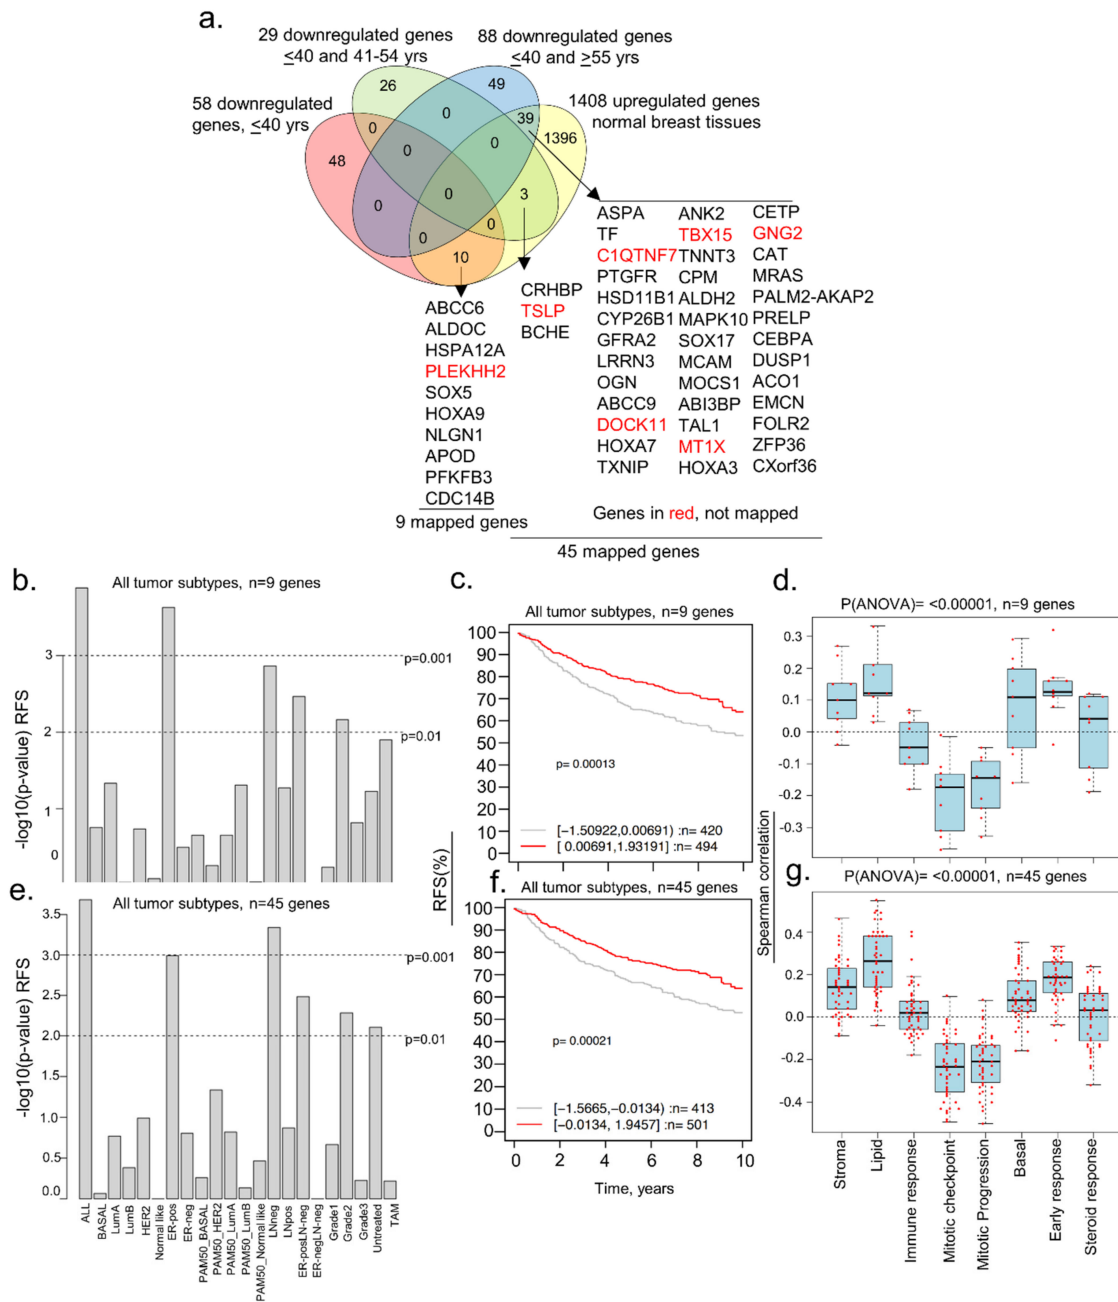 a.
29 downregulated genes
≤40 and 41-54 yrs
88 downregulated genes
≤40 and ≥55 yrs
58 downregulated
genes, ≤40 yrs
1408 upregulated genes
normal breast tissues
26
49
0
0
39
0
0
1396
48
0
3
0
0
0
0
10
ABCC6
ALDOC
HSPA12A
PLEKHH2
SOX5
HOXA9
NLGN1
APOD
PFKFB3
CDC14B
9 mapped genes
CRHBP
TSLP
BCHE
ASPA ANK2 CETP
TF TBX15 GNG2
C1QTNF7 TNNT3 CAT
PTGFR CPM MRAS
HSD11B1 ALDH2 PALM2-AKAP2
CYP26B1 MAPK10 PRELP
GFRA2 SOX17 CEBPA
LRRN3 MCAM DUSP1
OGN MOCS1 ACO1
ABCC9 ABI3BP EMCN
DOCK11 TAL1 FOLR2
HOXA7 MT1X ZFP36
TXNIP HOXA3 CXorf36
Genes in red, not mapped
45 mapped genes
b.
All tumor subtypes, n=9 genes
-log10(p-value) RFS
3
2
1
0
p=0.001
p=0.01
c.
All tumor subtypes, n=9 genes
100
90
80
70
60
50
40
30
20
10
0
p= 0.00013
[-1.50922,0.00691) :n= 420
[ 0.00691,1.93191] :n= 494
RFS(%)
d.
P(ANOVA)= <0.00001, n=9 genes
0.3
0.2
0.1
0.0
-0.1
-0.2
-0.3
Spearman correlation
e.
All tumor subtypes, n=45 genes
-log10(p-value) RFS
3.5
3.0
2.5
2.0
1.5
1.0
0.5
0.0
p=0.001
p=0.01
ALL
BASAL
LumA
LumB
HER2
Normal like
ER-pos
ER-neg
PAM50_BASAL
PAM50_HER2
PAM50_LumA
PAM50_LumB
PAM50_Normal like
LNneg
LNpos
ER-posLN-neg
ER-negLN-neg
Grade1
Grade2
Grade3
Untreated
TAM
f.
All tumor subtypes, n=45 genes
100
90
80
70
60
50
40
30
20
10
0
p= 0.00021
[-1.5665,-0.0134) :n= 413
[-0.0134, 1.9457] :n= 501
0 2 4 6 8 10
Time, years
g.
P(ANOVA)= <0.00001, n=45 genes
0.4
0.2
0.0
-0.2
-0.4
Stroma
Lipid
Immune response
Mitotic checkpoint
Mitotic Progression
Basal
Early response
Steroid response